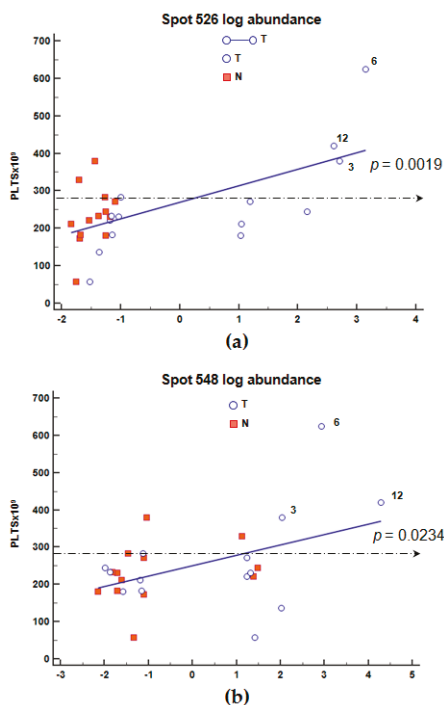 Spot 526 log abundance
T
T
N
PLTSx10⁹
700
600
500
400
300
200
100
0
6
12
3
p = 0.0019
-2 -1 0 1 2 3 4
(a)
Spot 548 log abundance
T
N
PLTSx10⁹
700
600
500
400
300
200
100
0
6
12
3
p = 0.0234
-3 -2 -1 0 1 2 3 4 5
(b)